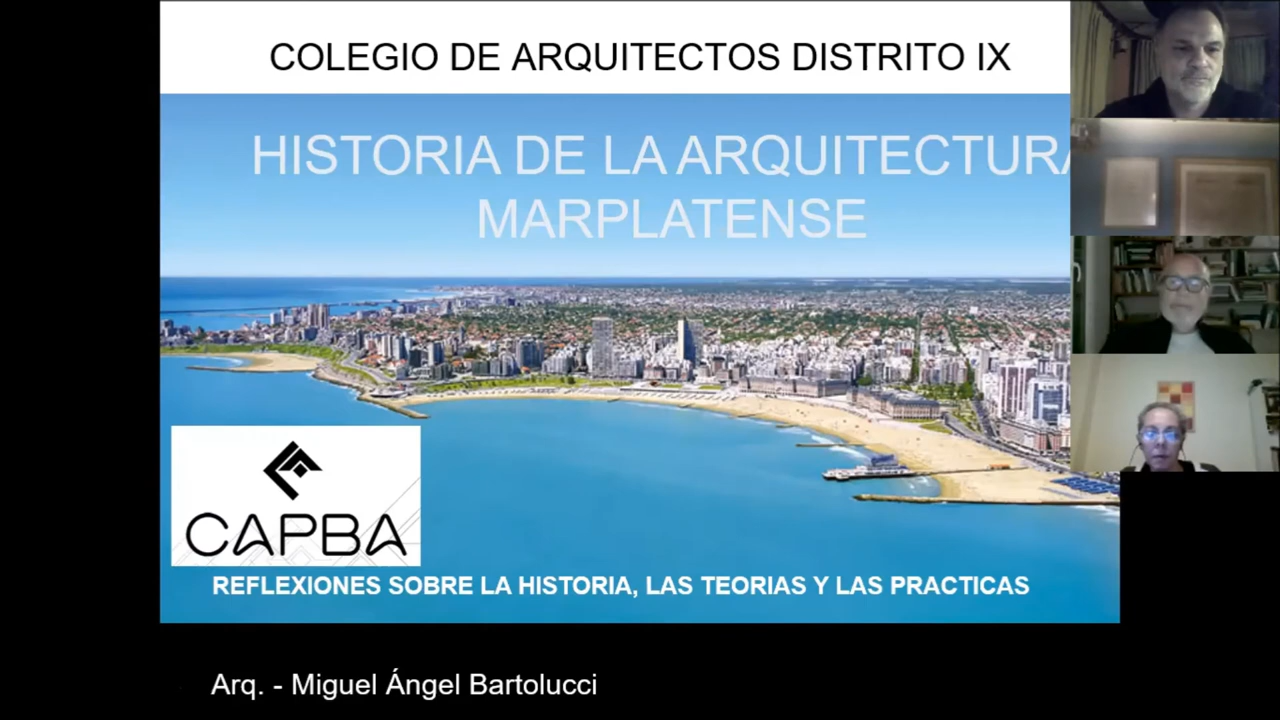 COLEGIO DE ARQUITECTOS DISTRITO IX
HISTORIA DE LA ARQUITECTURA
MARPLATENSE
CAPBA
REFLEXIONES SOBRE LA HISTORIA, LAS TEORIAS Y LAS PRACTICAS
Arq. - Miguel Ángel Bartolucci